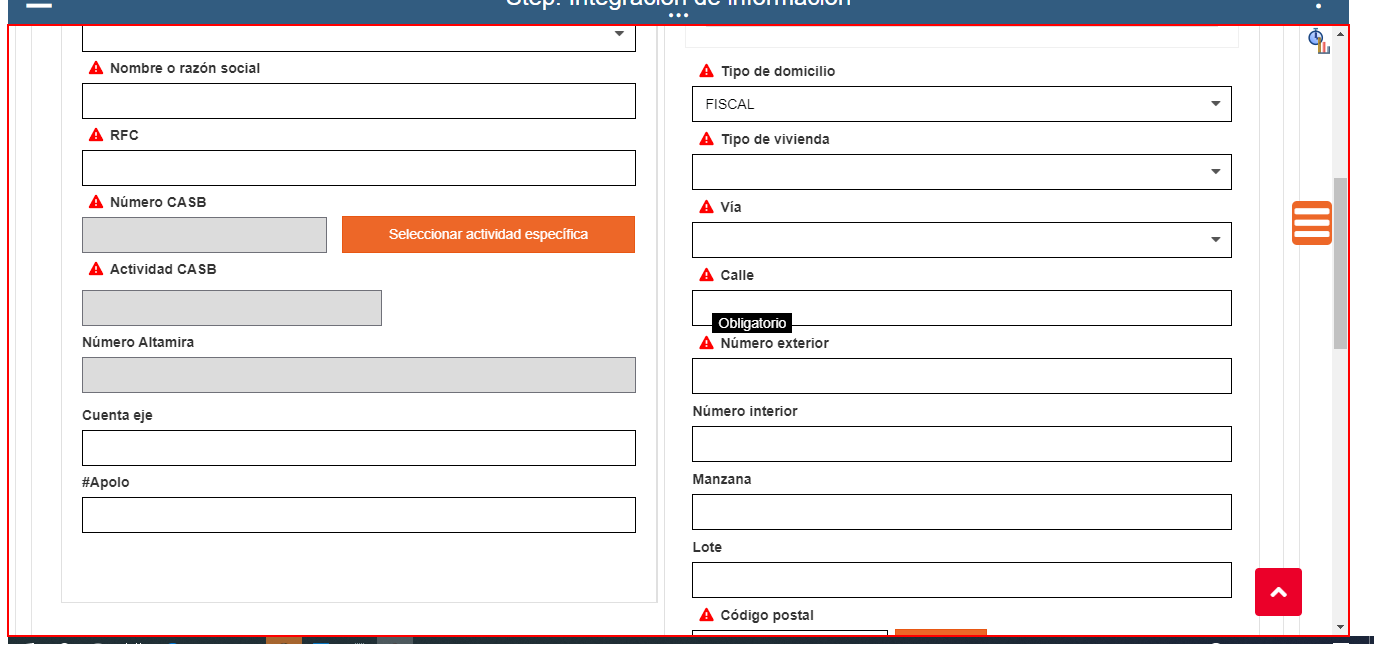 Step: Integración de información
Nombre o razón social
RFC
Número CASB
Seleccionar actividad específica
Actividad CASB
Número Altamira
Cuenta eje
#Apolo
Tipo de domicilio
FISCAL
Tipo de vivienda
Vía
Calle
Obligatorio
Número exterior
Número interior
Manzana
Lote
Código postal